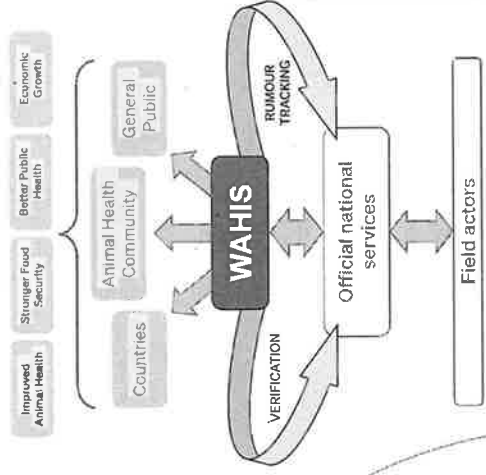 Improved
Animal Health
Stronger Food
Security
Better Public
Health
Economic
Growth
Countries
Animal Health
Community
General
Public
WAHIS
VERIFICATION
RUMOUR
TRACKING
Official national
services
Field actors